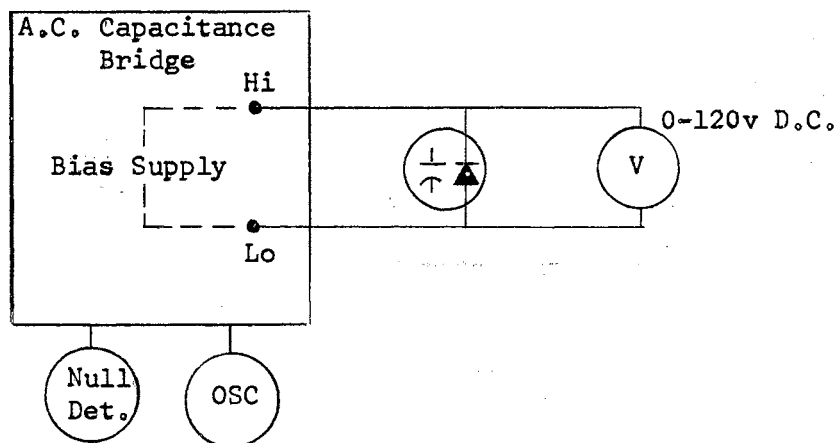 A.C. Capacitance
Bridge
Hi
0-120v D.C.
Bias Supply
V
Lo
Null
Det.
OSC